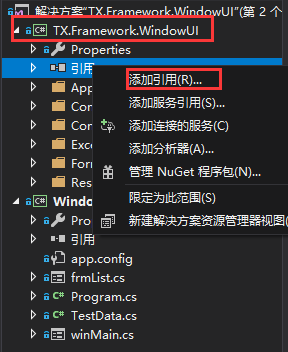 解决方案"TX.Framework.WindowUI"(第 2 个
TX.Framework.WindowUI
Properties
引用
App
Con
Con
Exce
Form
Res
添加引用(R)...
添加服务引用(S)...
添加连接的服务(C)
添加分析器(A)...
管理 NuGet 程序包(N)...
限定为此范围(S)
新建解决方案资源管理器视图(
Window
Pro
引用
app.config
frmList.cs
Program.cs
TestData.cs
winMain.cs